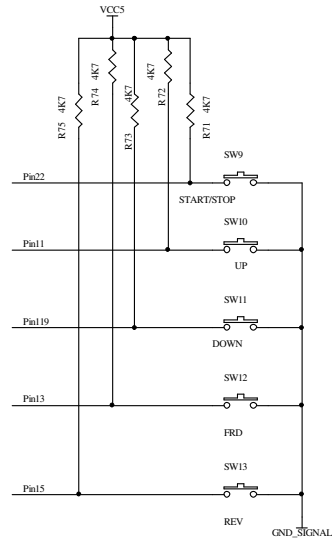 VCC5
4K7
R75
4K7
R74
4K7
R73
4K7
R72
4K7
R71
SW9
Pin22
START/STOP
SW10
Pin11
UP
SW11
Pin119
DOWN
SW12
Pin13
FRD
SW13
Pin15
REV
GND_SIGNAL